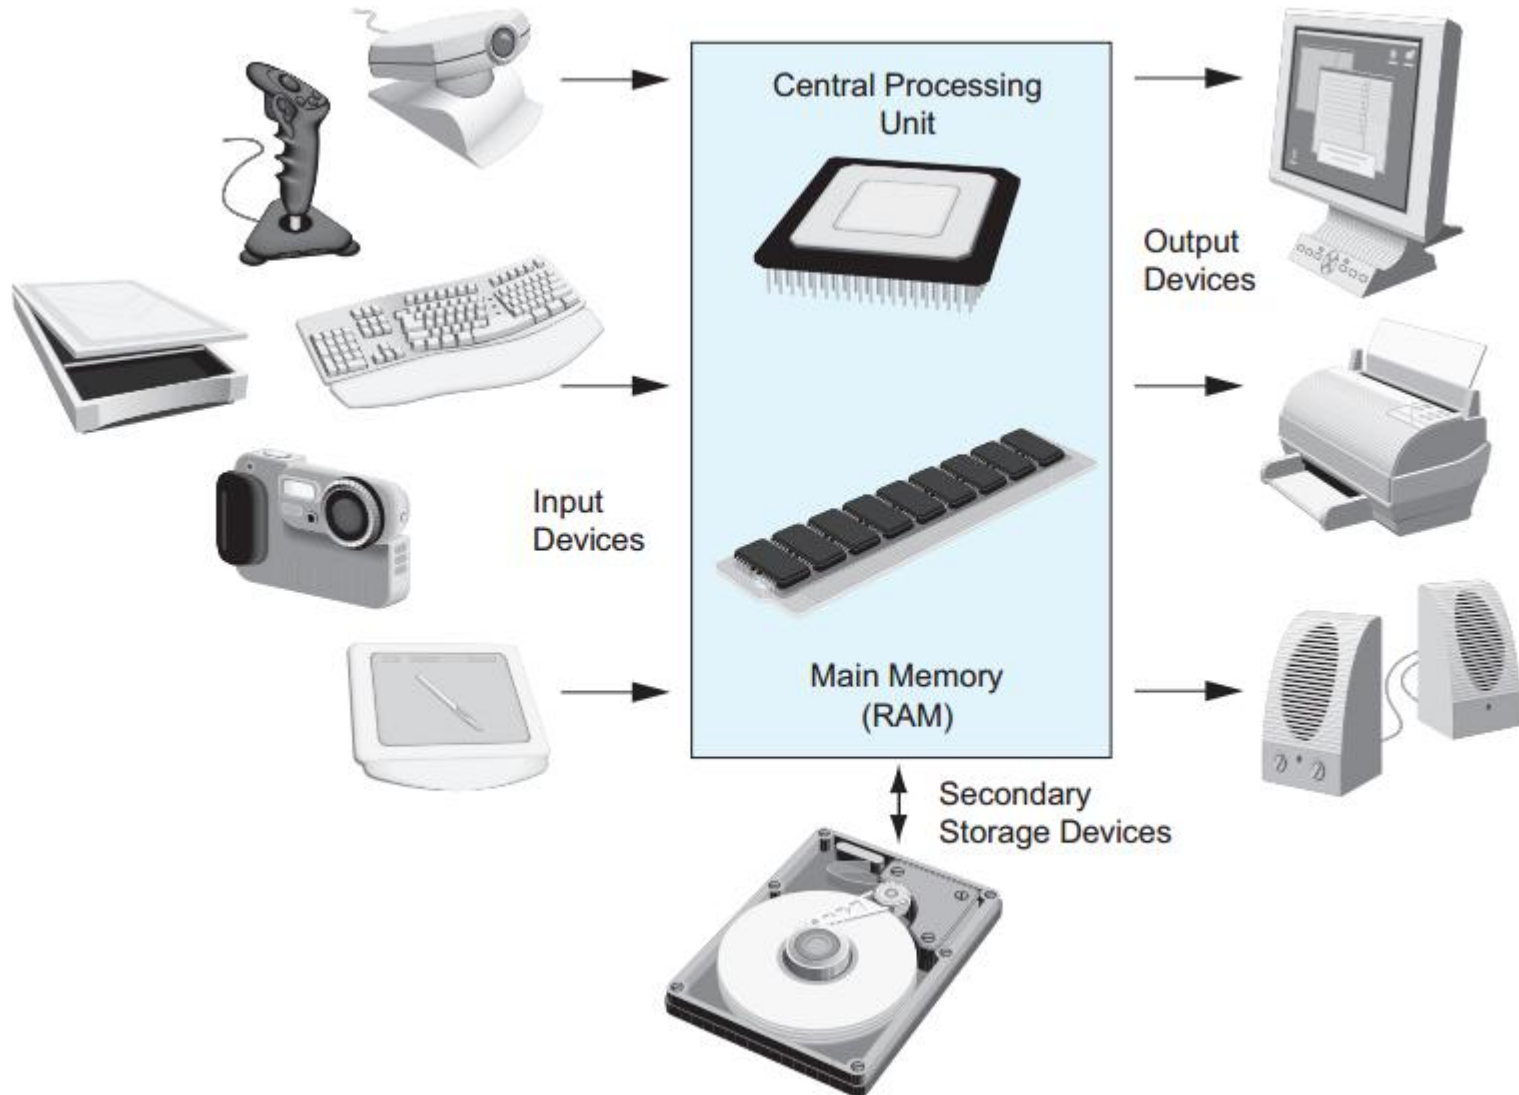 Central Processing
Unit
Output
Devices
Input
Devices
Main Memory
(RAM)
Secondary
Storage Devices